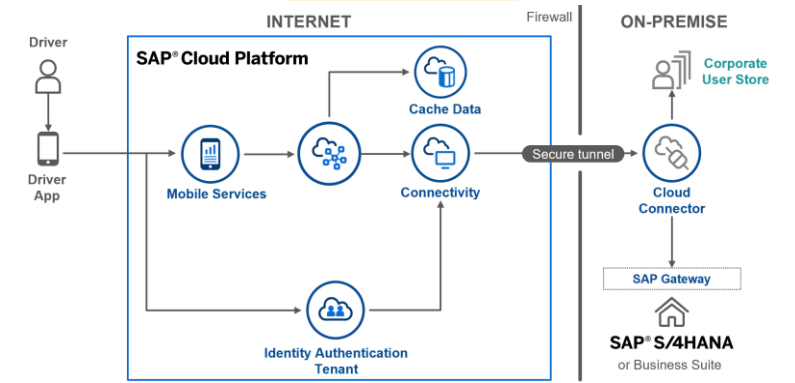 INTERNET
Firewall
ON-PREMISE
Driver
SAP® Cloud Platform
Corporate
User Store
Cache Data
Secure tunnel
Driver
App
Mobile Services
Connectivity
Cloud
Connector
SAP Gateway
Identity Authentication
Tenant
SAP® S/4HANA
or Business Suite